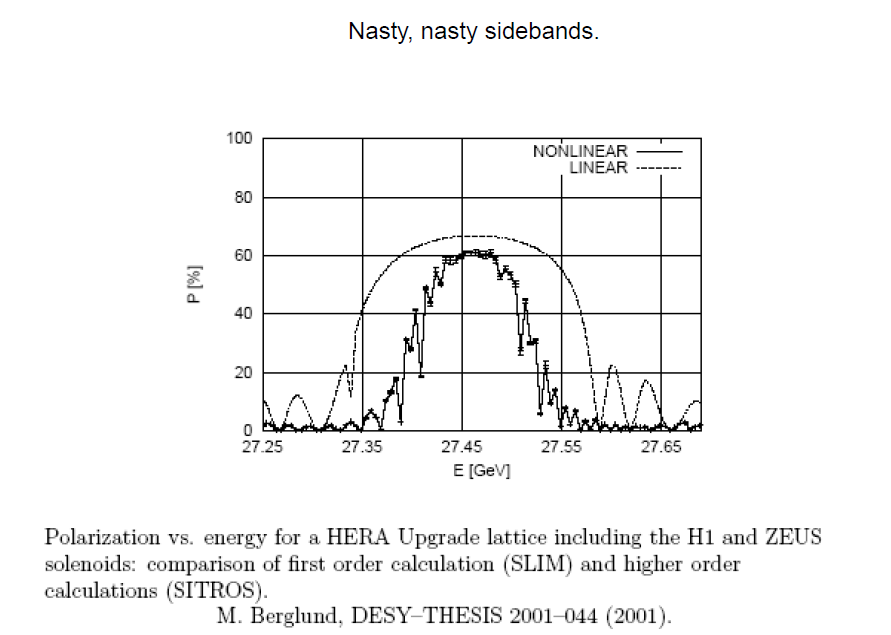 Nasty, nasty sidebands.
100
NONLINEAR
LINEAR
80
60
P [%]
40
20
0
27.25 27.35 27.45 27.55 27.65
E [GeV]
Polarization vs. energy for a HERA Upgrade lattice including the H1 and ZEUS
solenoids: comparison of first order calculation (SLIM) and higher order
calculations (SITROS).
M. Berglund, DESY–THESIS 2001–044 (2001).